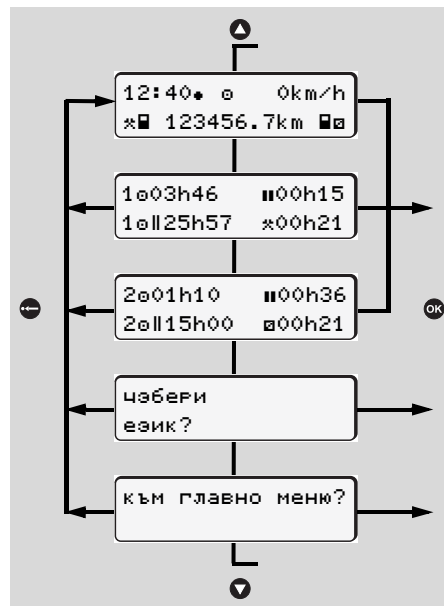 12:40 0km/h
123456.7km
1 03h46 00h15
1 25h57 00h21
2 01h10 00h36
2 15h00 00h21
OK
избери
език?
към главно меню?